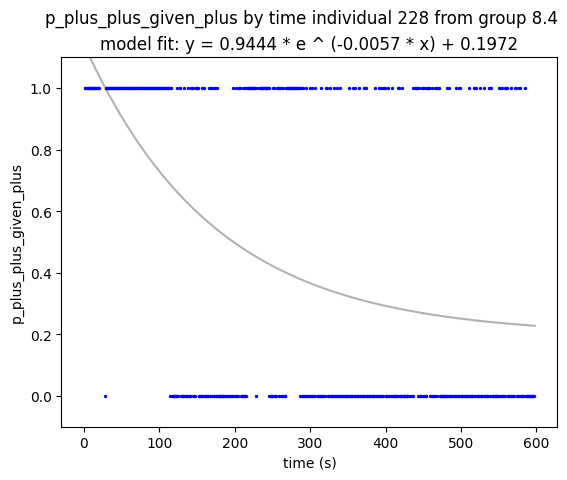 p_plus_plus_given_plus by time individual 228 from group 8.4
model fit: y = 0.9444 * e ^ (-0.0057 * x) + 0.1972
p_plus_plus_given_plus
1.0
0.8
0.6
0.4
0.2
0.0
0 100 200 300 400 500 600
time (s)